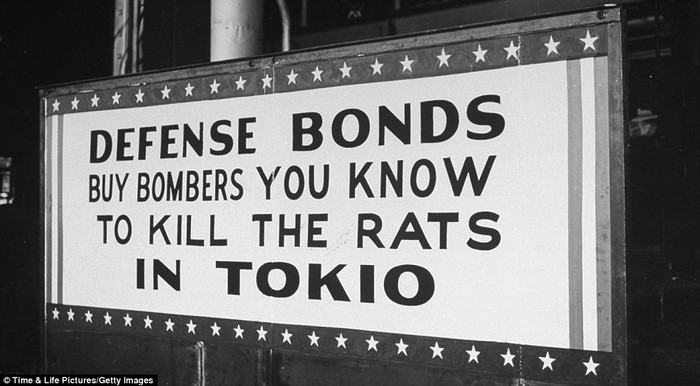 DEFENSE BONDS
BUY BOMBERS YOU KNOW
TO KILL THE RATS
IN TOKIO
© Time & Life Pictures/Getty Images